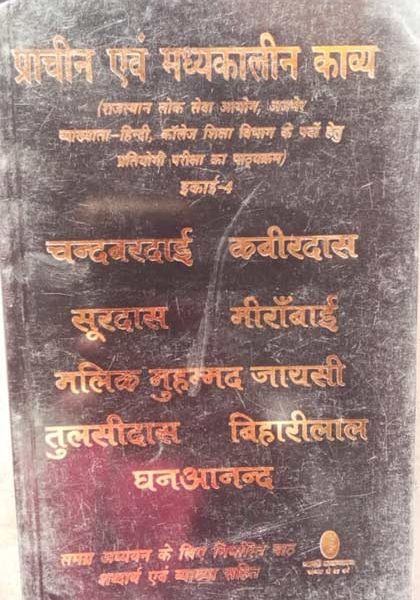 प्राचीन एवं मध्यकालीन काव्य
(राजस्थान लोक सेवा आयोग, अजमेर
व्याख्याता-हिन्दी, कॉलेज शिक्षा विभाग के पदों हेतु
प्रतियोगी परीक्षा का पाठ्यक्रम)
इकाई-4
चन्दबरदाई कबीरदास
सूरदास मीराँबाई
मलिक मुहम्मद जायसी
तुलसीदास बिहारीलाल
घनआनन्द
समग्र अध्ययन के लिए निर्धारित पाठ
शब्दार्थ एवं व्याख्या सहित